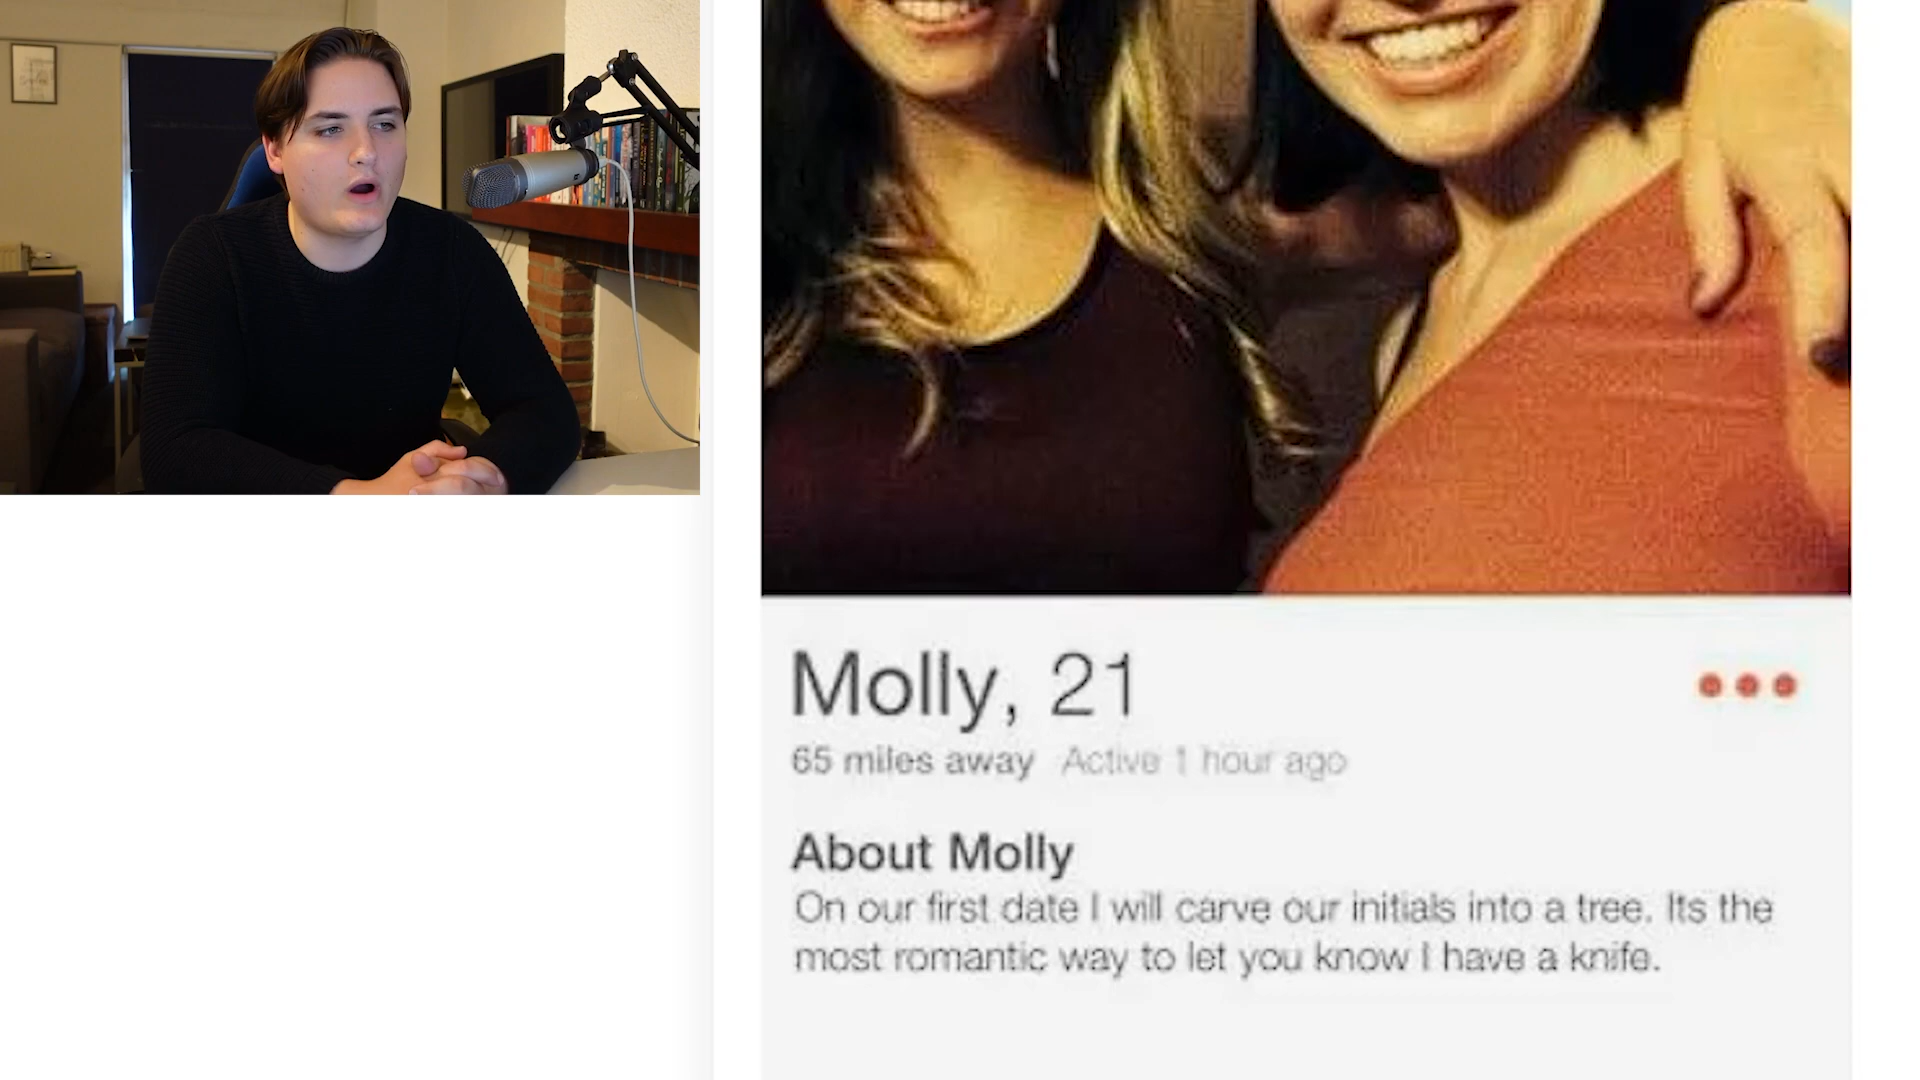 Molly, 21
65 miles away Active 1 hour ago
About Molly
On our first date I will carve our initials into a tree. Its the
most romantic way to let you know I have a knife.